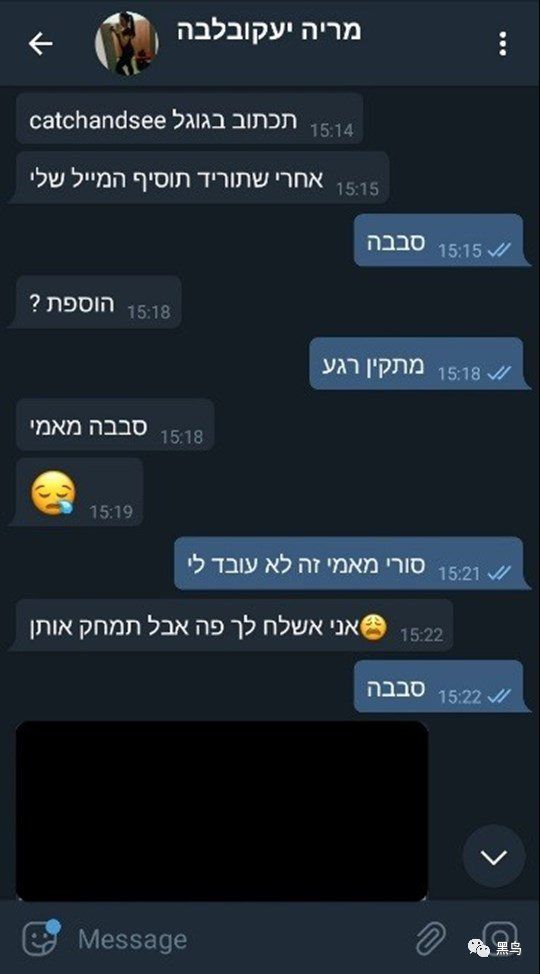 מריה יעקובלבה
תכתוב בגוגל catchandsee
15:14
אחרי שתוריד תוסיף המייל שלי
15:15
סבבה
15:15
הוספת ?
15:18
מתקין רגע
15:18
סבבה מאמי
15:18
15:19
סורי מאמי זה לא עובד לי
15:21
אני אשלח לך פה אבל תמחק אותן
15:22
סבבה
15:22
Message
黑鸟